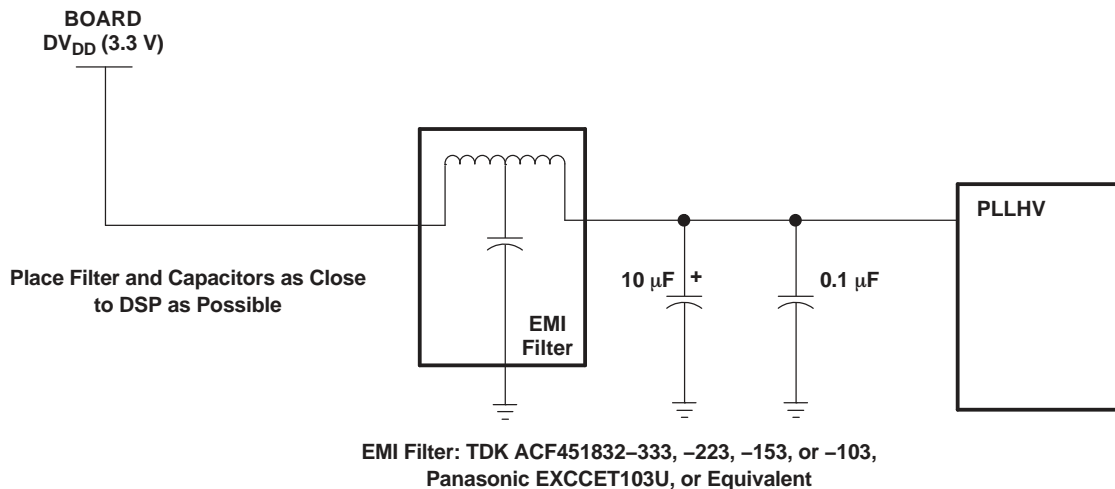 BOARD
DVDD (3.3 V)
PLLHV
Place Filter and Capacitors as Close
to DSP as Possible
10 μF +
0.1 μF
EMI
Filter
EMI Filter: TDK ACF451832–333, –223, –153, or –103,
Panasonic EXCCET103U, or Equivalent